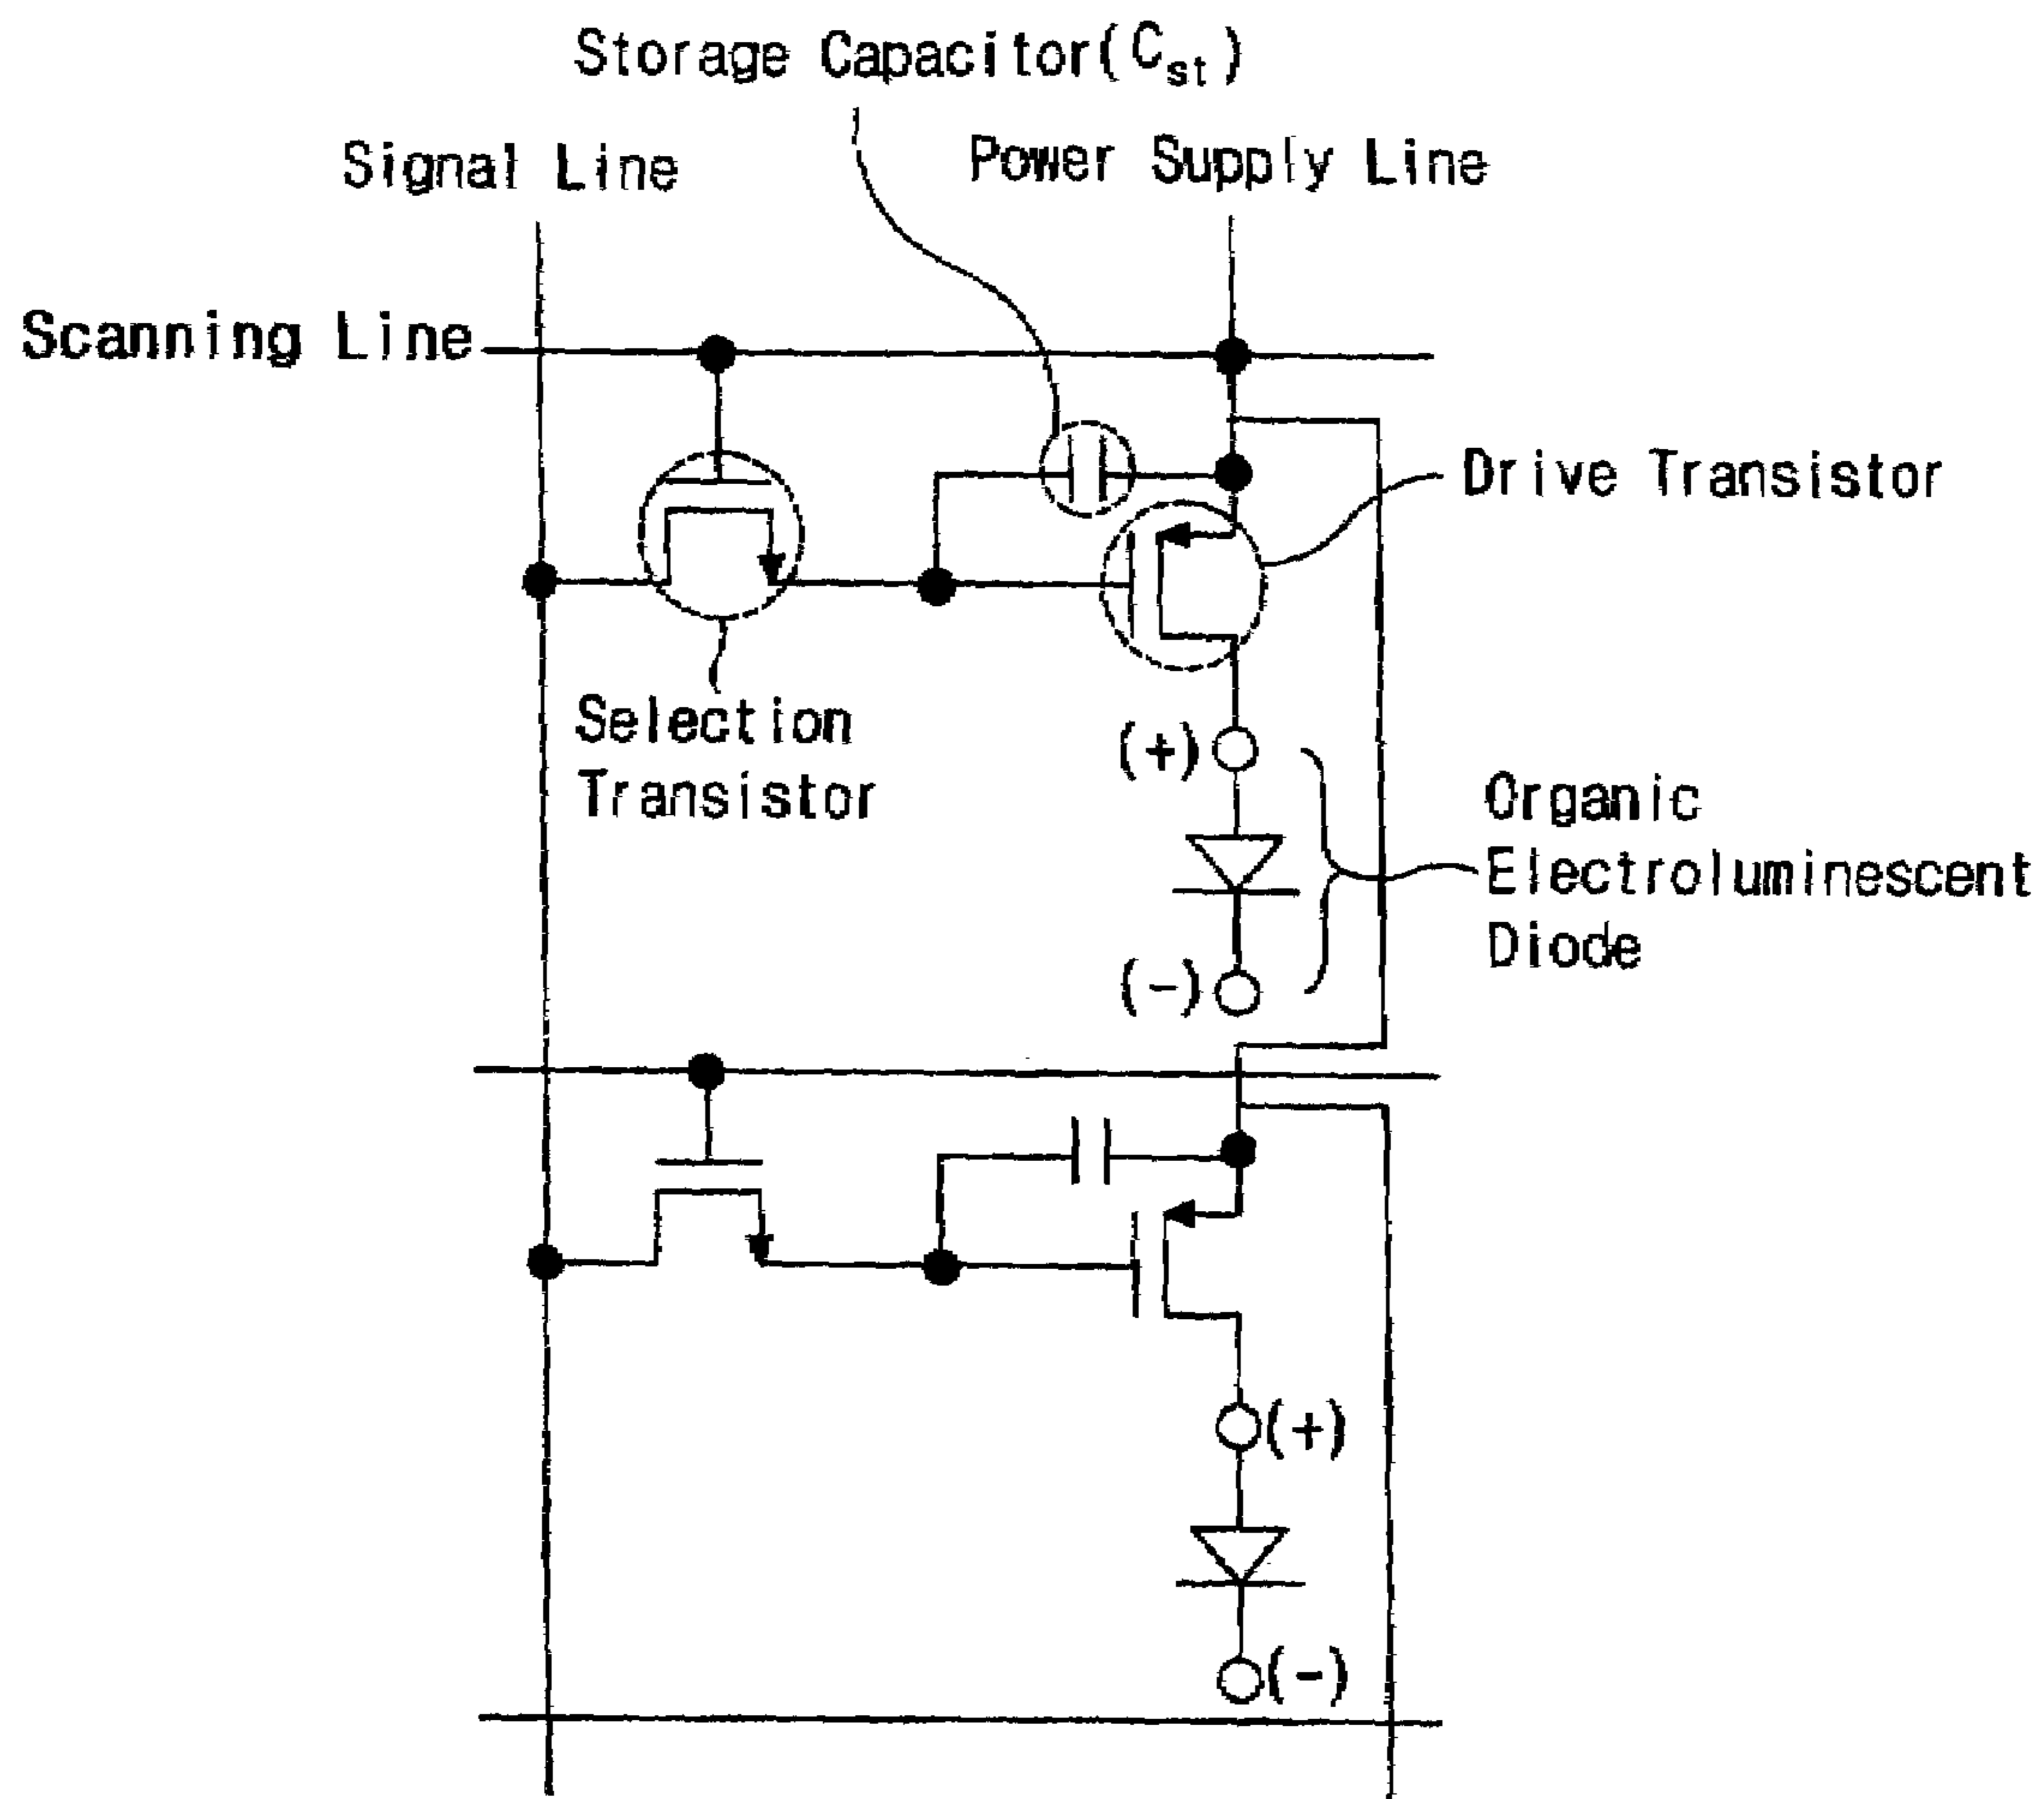 Storage Capacitor(Cst)
Signal Line
Power Supply Line
Scanning Line
Drive Transistor
Selection
Transistor
(+)
Organic
Electroluminescent
Diode
(-)
(+)
(-)